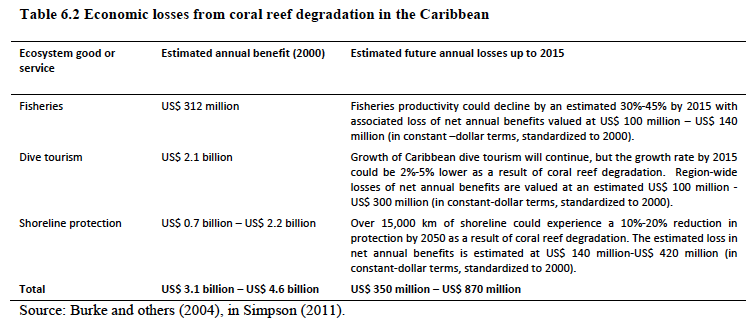 Table 6.2 Economic losses from coral reef degradation in the Caribbean
Ecosystem good or service Estimated annual benefit (2000) Estimated future annual losses up to 2015
Fisheries US$ 312 million Fisheries productivity could decline by an estimated 30%-45% by 2015 with
associated loss of net annual benefits valued at US$ 100 million – US$ 140
million (in constant –dollar terms, standardized to 2000).
Dive tourism US$ 2.1 billion Growth of Caribbean dive tourism will continue, but the growth rate by 2015
could be 2%-5% lower as a result of coral reef degradation. Region-wide
losses of net annual benefits are valued at an estimated US$ 100 million -
US$ 300 million (in constant-dollar terms, standardized to 2000).
Shoreline protection US$ 0.7 billion – US$ 2.2 billion Over 15,000 km of shoreline could experience a 10%-20% reduction in
protection by 2050 as a result of coral reef degradation. The estimated loss in
net annual benefits is estimated at US$ 140 million-US$ 420 million (in
constant-dollar terms, standardized to 2000).
Total US$ 3.1 billion – US$ 4.6 billion US$ 350 million – US$ 870 million
Source: Burke and others (2004), in Simpson (2011).